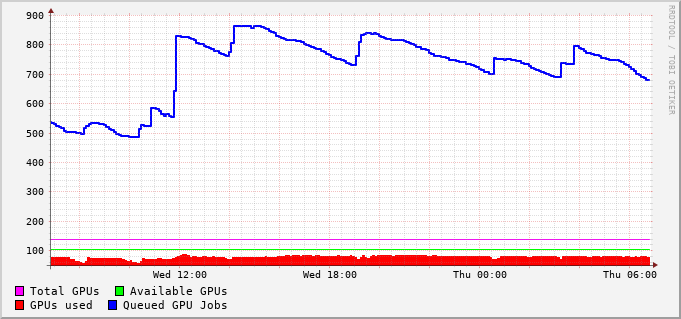 900
800
700
600
500
400
300
200
100
Wed 12:00 Wed 18:00 Thu 00:00 Thu 06:00
Total GPUs Available GPUs
GPUs used Queued GPU Jobs
RRDTOOL / TOBI OETIKER